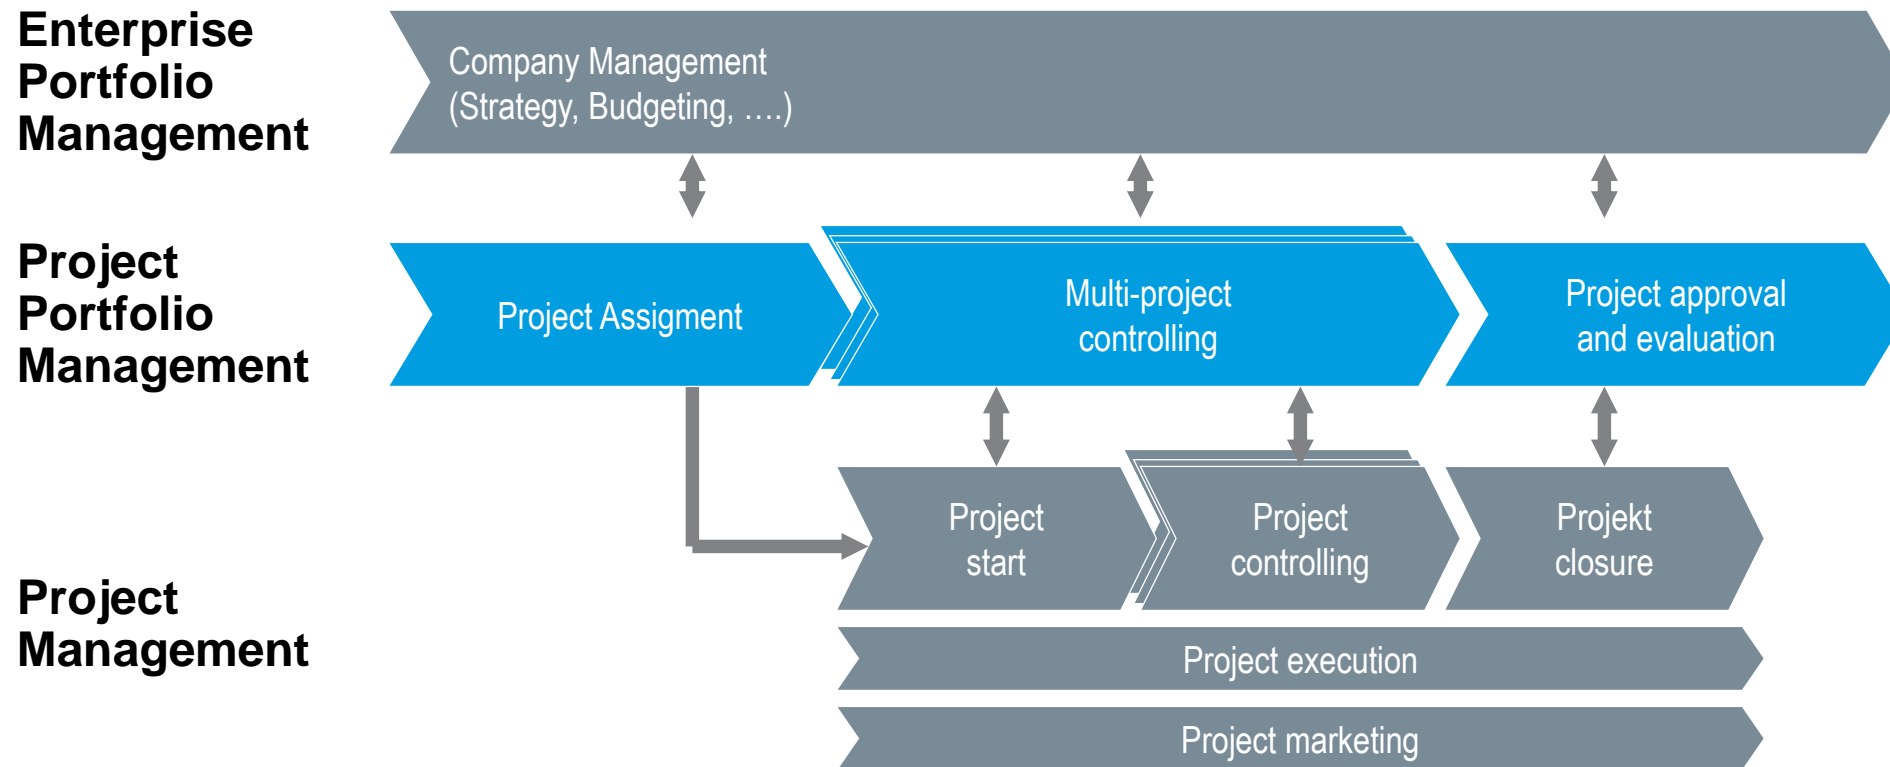 Enterprise
Portfolio
Management
Company Management
(Strategy, Budgeting, ….)
Project
Portfolio
Management
Project Assigment
Multi-project
controlling
Project approval
and evaluation
Project
Management
Project
start
Project
controlling
Projekt
closure
Project execution
Project marketing